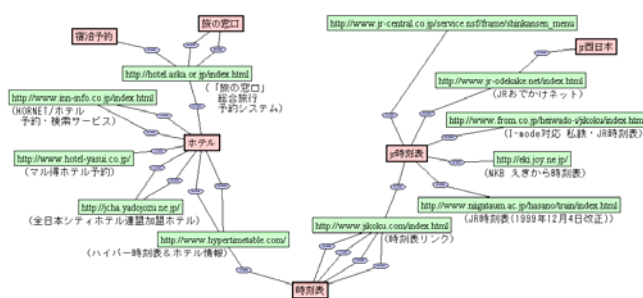 宿泊予約
旅の窓口
http://www.jr-central.co.jp/service.nsf/frame/shinkansen_menu
jr西日本
http://hotel.aska.or.jp/index.html
(「旅の窓口」
総合旅行
予約システム)
http://www.jr-odekake.net/index.html
(JRおでかけネット)
http://www.inn-info.co.jp/index.html
(HORNET/ホテル
予約・検索サービス)
http://www.from.co.jp/heiwado-i/jikoku/index.htm
(I-mode対応 私鉄・JR時刻表)
ホテル
jr時刻表
http://www.hotel-yasui.co.jp/
(マル得ホテル予約)
http://eki.joy.ne.jp/
(NKB えきから時刻表)
http://jcha.yadojozu.ne.jp/
(全日本シティホテル連盟加盟ホテル)
http://www.niigataum.ac.jp/hasano/train/index.html
(JR時刻表(1999年12月4日改正))
http://www.jikoku.com/index.html
(時刻表リンク)
http://www.hypertimetable.com/
(ハイパー時刻表＆ホテル情報)
時刻表